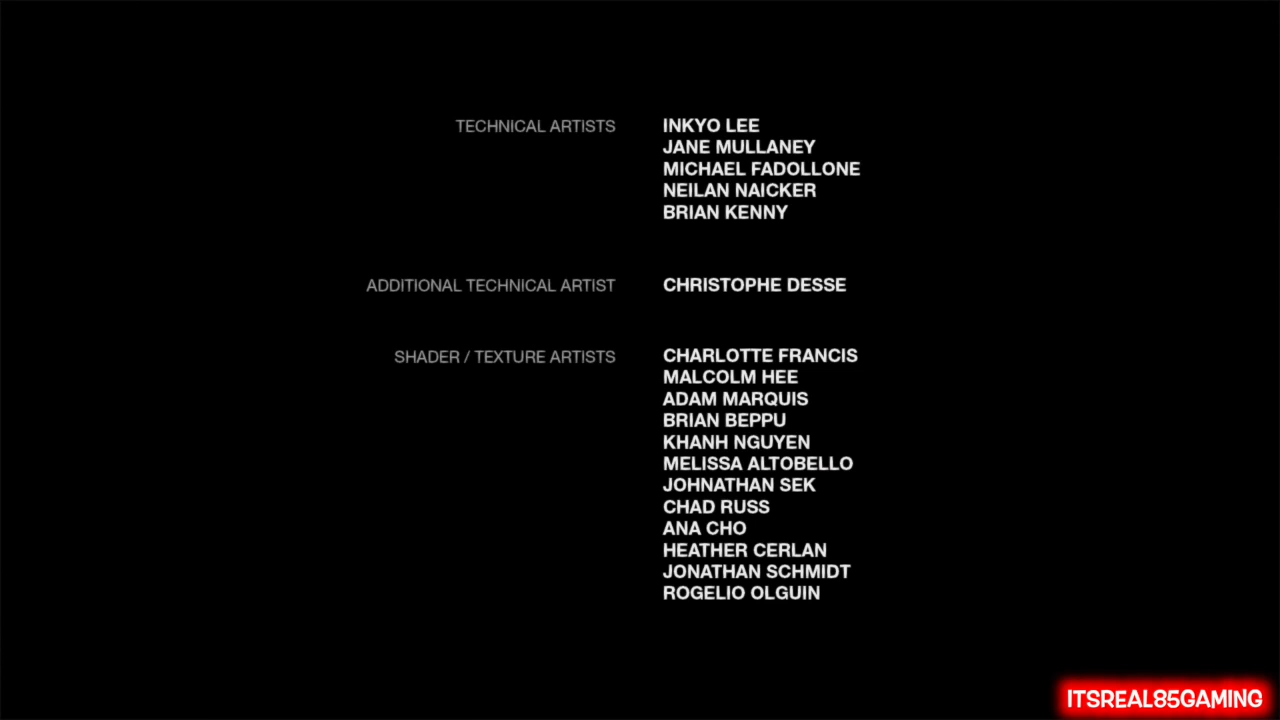 TECHNICAL ARTISTS INKYO LEE
JANE MULLANEY
MICHAEL FADOLLONE
NEILAN NAICKER
BRIAN KENNY
ADDITIONAL TECHNICAL ARTIST CHRISTOPHE DESSE
SHADER / TEXTURE ARTISTS CHARLOTTE FRANCIS
MALCOLM HEE
ADAM MARQUIS
BRIAN BEPPU
KHANH NGUYEN
MELISSA ALTOBELLO
JOHNATHAN SEK
CHAD RUSS
ANA CHO
HEATHER CERLAN
JONATHAN SCHMIDT
ROGELIO OLGUIN
ITSREAL85GAMING